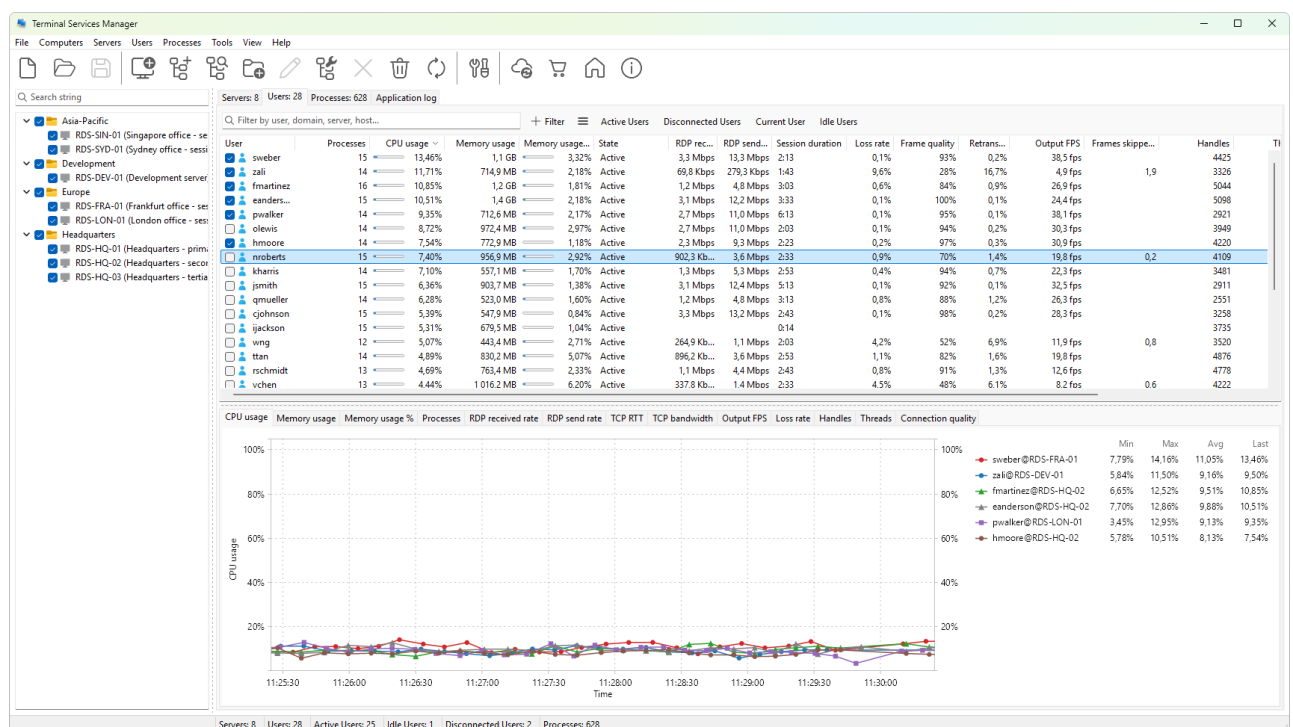 Terminal Services Manager
File Computers Servers Users Processes Tools View Help
Search string
Asia-Pacific
RDS-SIN-01 (Singapore office - se
RDS-SYD-01 (Sydney office - sessi
Development
RDS-DEV-01 (Development server
Europe
RDS-FRA-01 (Frankfurt office - ses
RDS-LON-01 (London office - sess
Headquarters
RDS-HQ-01 (Headquarters - prima
RDS-HQ-02 (Headquarters - secor
RDS-HQ-03 (Headquarters - tertia
Servers: 8 Users: 28 Processes: 628 Application log
Filter by user, domain, server, host... Filter Active Users Disconnected Users Current User Idle Users
User Processes CPU usage Memory usage Memory usage... State RDP rec... RDP send... Session duration Loss rate Frame quality Retrans... Output FPS Frames skippe... Handles Tl
sweber 15 13,46% 1,1 GB 3,32% Active 3,3 Mbps 13,3 Mbps 2:13 0,1% 93% 0,2% 38,5 fps 4425
zali 14 11,71% 714,9 MB 2,18% Active 69,8 Kbps 279,3 Kbps 1:43 9,6% 28% 16,7% 4,9 fps 1,9 3326
fmartinez 16 10,85% 1,2 GB 1,81% Active 1,2 Mbps 4,8 Mbps 3:03 0,6% 84% 0,9% 26,9 fps 5044
eanders... 15 10,51% 1,4 GB 2,18% Active 3,1 Mbps 12,2 Mbps 3:33 0,1% 100% 0,1% 24,4 fps 5098
pwalker 14 9,35% 712,6 MB 2,17% Active 2,7 Mbps 11,0 Mbps 6:13 0,1% 95% 0,1% 38,1 fps 2921
olewis 14 8,72% 972,4 MB 2,97% Active 2,7 Mbps 11,0 Mbps 2:03 0,1% 94% 0,2% 30,3 fps 3949
hmoore 14 7,54% 772,9 MB 1,18% Active 2,3 Mbps 9,3 Mbps 2:23 0,2% 97% 0,3% 30,9 fps 4220
nroberts 15 7,40% 956,9 MB 2,92% Active 902,3 Kb... 3,6 Mbps 2:33 0,9% 70% 1,4% 19,8 fps 0,2 4109
kharris 14 7,10% 557,1 MB 1,70% Active 1,3 Mbps 5,3 Mbps 2:53 0,4% 94% 0,7% 22,3 fps 3481
jsmith 15 6,36% 903,7 MB 1,38% Active 3,1 Mbps 12,4 Mbps 5:13 0,1% 92% 0,1% 32,5 fps 2911
qmueller 14 6,28% 523,0 MB 1,60% Active 1,2 Mbps 4,8 Mbps 3:13 0,8% 88% 1,2% 26,3 fps 2551
cjohnson 15 5,39% 547,9 MB 0,84% Active 3,3 Mbps 13,2 Mbps 2:43 0,1% 98% 0,2% 28,3 fps 3258
ijackson 15 5,31% 679,5 MB 1,04% Active 0:14 3735
wng 12 5,07% 443,4 MB 2,71% Active 264,9 Kb... 1,1 Mbps 2:03 4,2% 52% 6,9% 11,9 fps 0,8 3520
ttan 14 4,89% 830,2 MB 5,07% Active 896,2 Kb... 3,6 Mbps 2:53 1,1% 82% 1,6% 19,8 fps 4876
rschmidt 13 4,69% 763,4 MB 2,33% Active 1,1 Mbps 4,4 Mbps 2:43 0,8% 91% 1,3% 12,6 fps 4778
vchen 13 4,44% 1 016,2 MB 6,20% Active 337,8 Kb... 1,4 Mbps 2:33 4,5% 48% 6,1% 8,2 fps 0,6 4222
CPU usage Memory usage Memory usage % Processes RDP received rate RDP send rate TCP RTT TCP bandwidth Output FPS Loss rate Handles Threads Connection quality
100% 100%
80% 80%
60% 60%
40% 40%
20% 20%
CPU usage
11:25:30 11:26:00 11:26:30 11:27:00 11:27:30 11:28:00 11:28:30 11:29:00 11:29:30 11:30:00
Time
Min Max Avg Last
sweber@RDS-FRA-01 7,79% 14,16% 11,05% 13,46%
zali@RDS-DEV-01 5,84% 11,50% 9,16% 9,50%
fmartinez@RDS-HQ-02 6,65% 12,52% 9,51% 10,85%
eanderson@RDS-HQ-02 7,70% 12,86% 9,88% 10,51%
pwalker@RDS-LON-01 3,45% 12,95% 9,13% 9,35%
hmoore@RDS-HQ-02 5,78% 10,51% 8,13% 7,54%
Servers: 8 Users: 28 Active Users: 25 Idle Users: 1 Disconnected Users: 2 Processes: 628